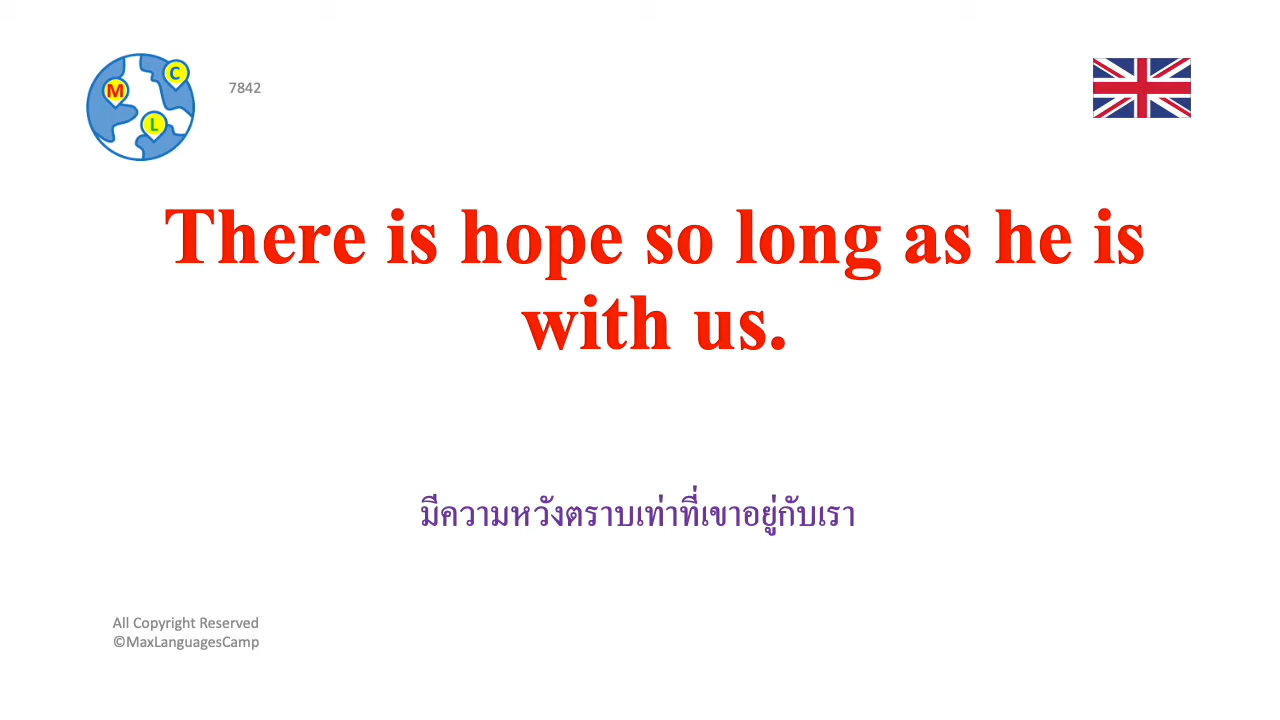 M
C
L
7842
There is hope so long as he is
with us.
มีความหวังตราบเท่าที่เขาอยู่กับเรา
All Copyright Reserved
©MaxLanguagesCamp